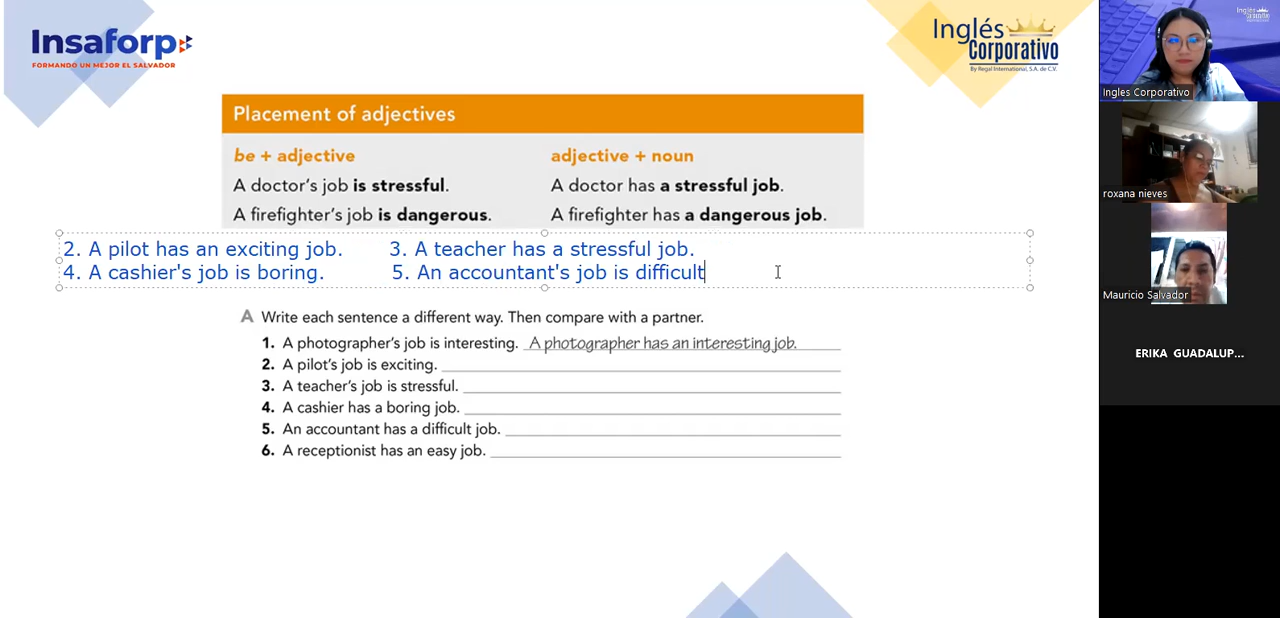 Insaforp
FORMANDO UN MEJOR EL SALVADOR
Inglés
Corporativo
By Regal International, S.A. de C.V.
Placement of adjectives
be + adjective
adjective + noun
A doctor's job is stressful.
A doctor has a stressful job.
A firefighter's job is dangerous.
A firefighter has a dangerous job.
2. A pilot has an exciting job. 3. A teacher has a stressful job.
4. A cashier's job is boring. 5. An accountant's job is difficult
A Write each sentence a different way. Then compare with a partner.
1. A photographer's job is interesting. A photographer has an interesting job.
2. A pilot's job is exciting.
3. A teacher's job is stressful.
4. A cashier has a boring job.
5. An accountant has a difficult job.
6. A receptionist has an easy job.
Ingles Corporativo
roxana nieves
Mauricio Salvador
ERIKA GUADALUP...